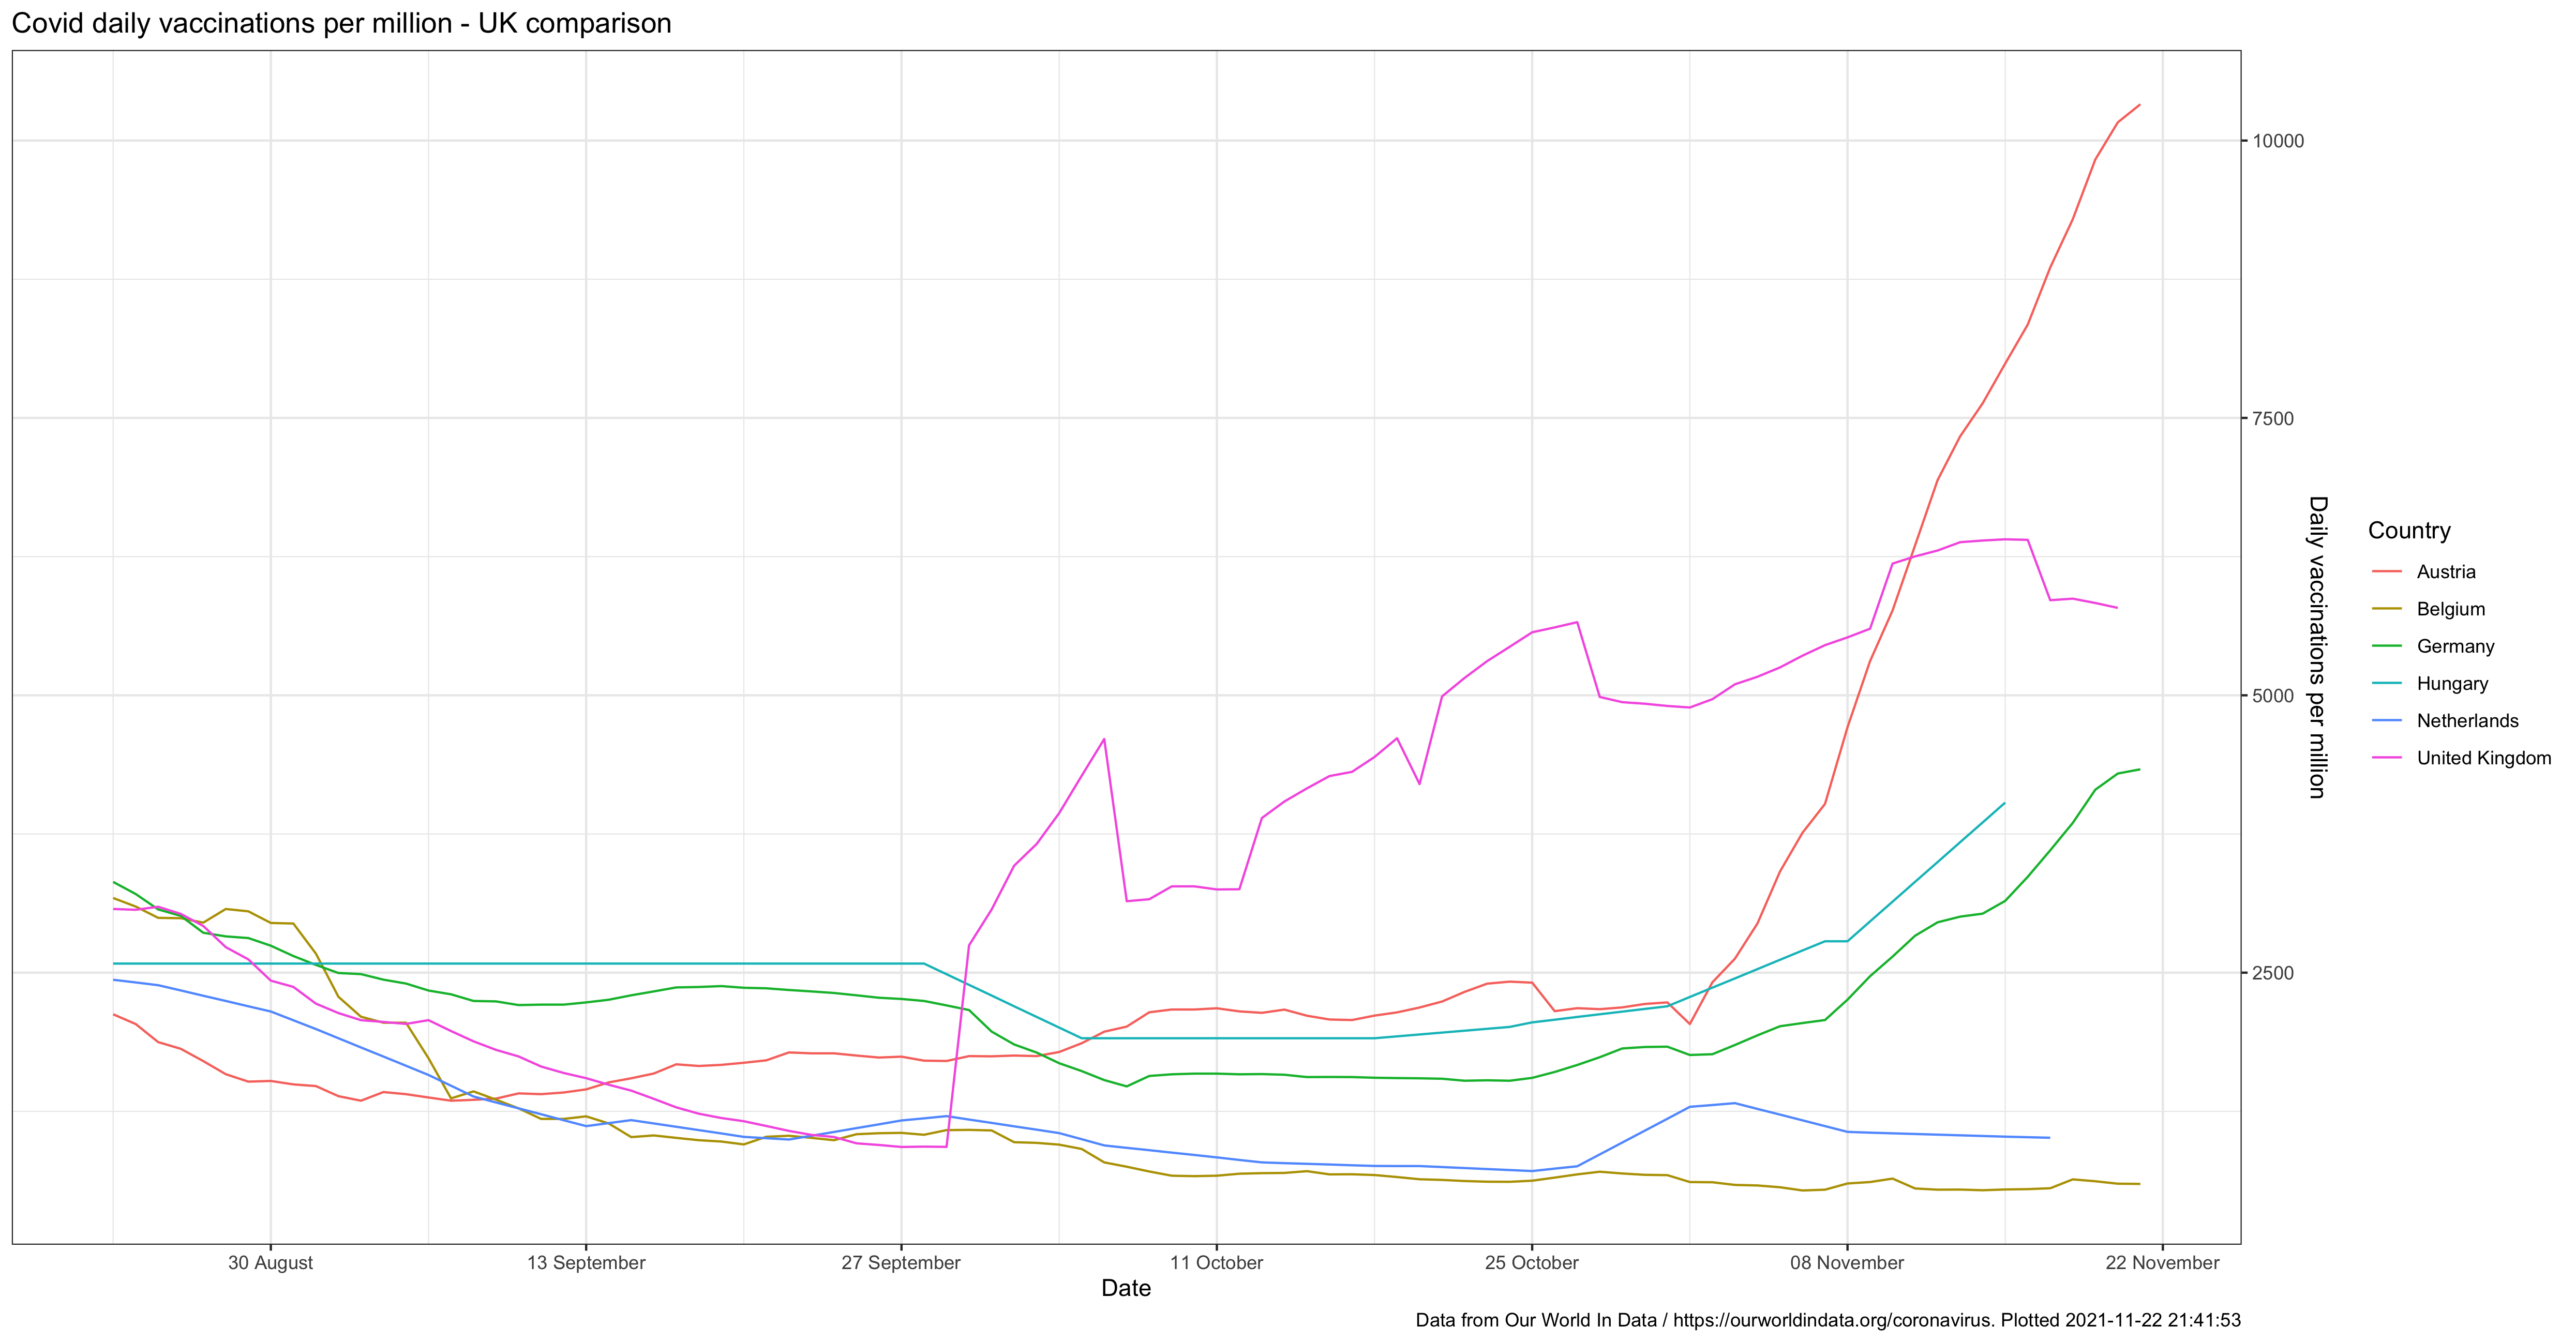 Covid daily vaccinations per million - UK comparison
10000
7500
5000
2500
Daily vaccinations per million
Country
Austria
Belgium
Germany
Hungary
Netherlands
United Kingdom
30 August 13 September 27 September 11 October 25 October 08 November 22 November
Date
Data from Our World In Data / https://ourworldindata.org/coronavirus. Plotted 2021-11-22 21:41:53